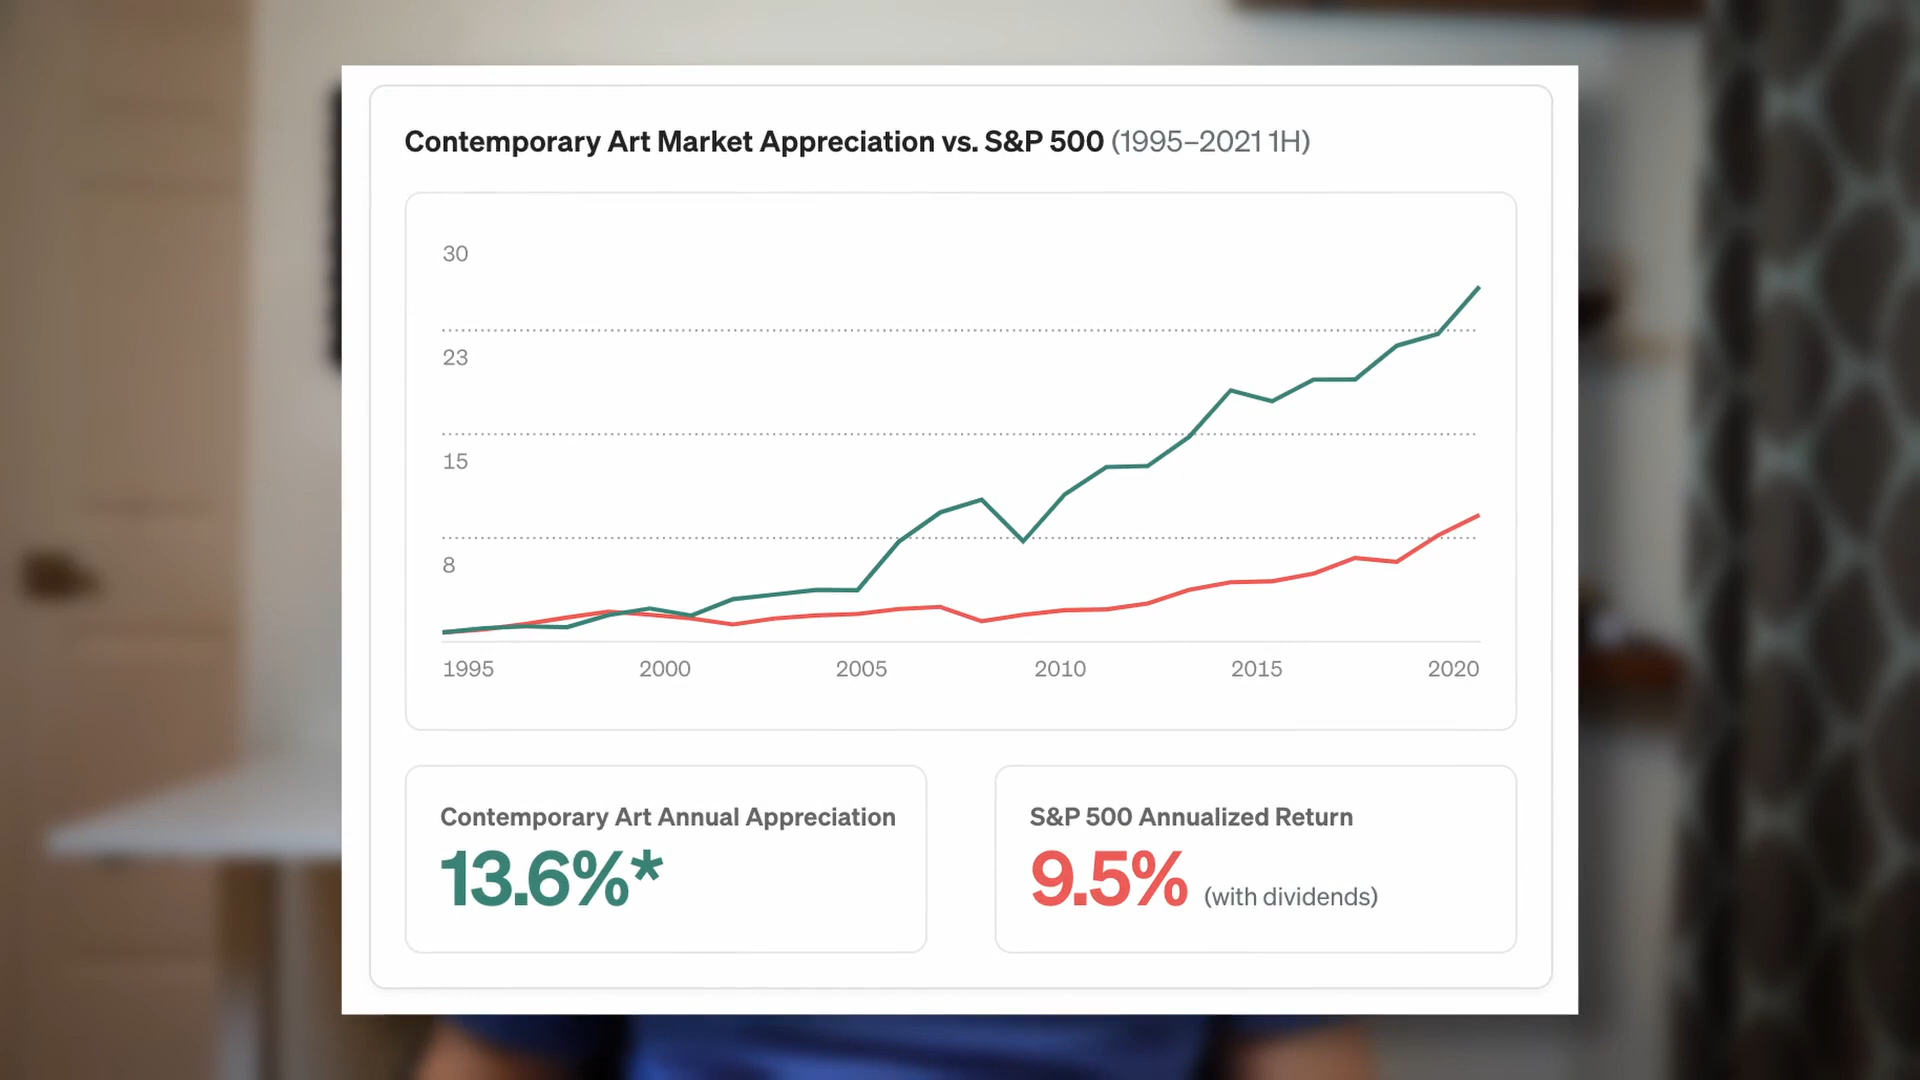 Contemporary Art Market Appreciation vs. S&P 500 (1995–2021 1H)
30
23
15
8
1995 2000 2005 2010 2015 2020
Contemporary Art Annual Appreciation
13.6%*
S&P 500 Annualized Return
9.5% (with dividends)